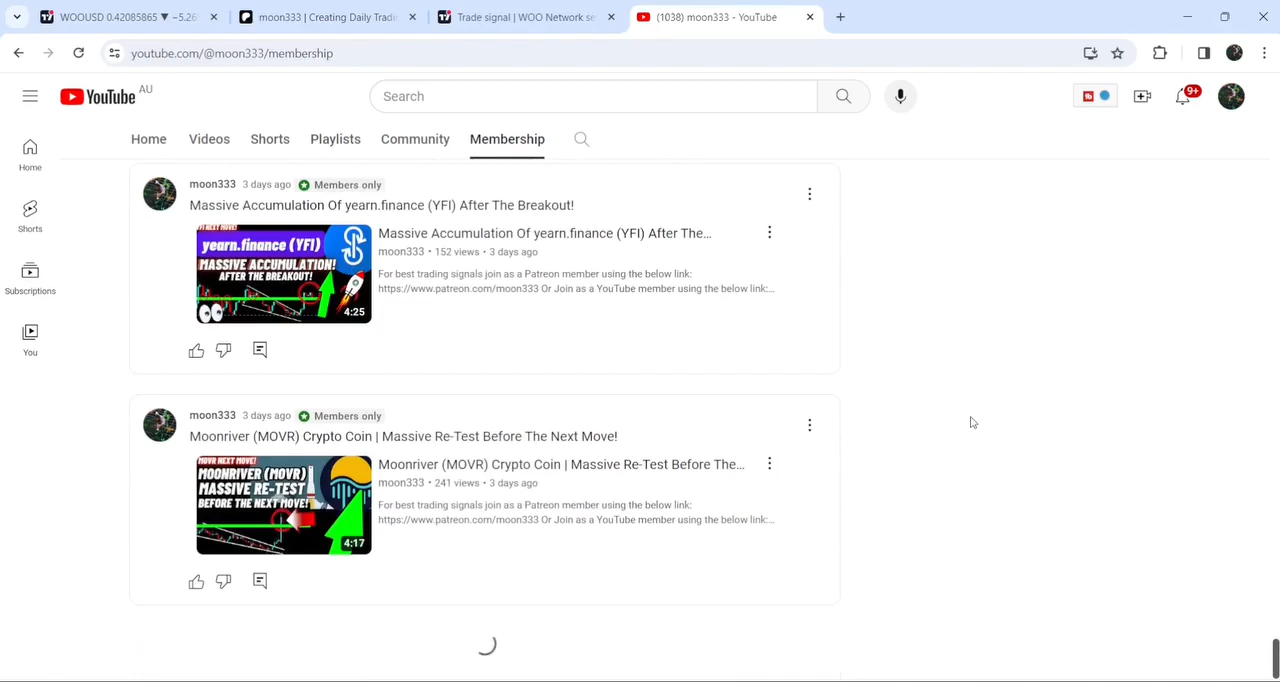 WOOUSD 0.42085865 ▼ −5.26
moon333 | Creating Daily Tradi
Trade signal | WOO Network se
(1038) moon333 - YouTube
youtube.com/@moon333/membership
YouTube AU
Search
9+
Home Videos Shorts Playlists Community Membership
Home
Shorts
Subscriptions
You
moon333 3 days ago Members only
Massive Accumulation Of yearn.finance (YFI) After The Breakout!
YFI NEXT MOVE!
yearn.finance (YFI)
MASSIVE ACCUMULATION!
AFTER THE BREAKOUT!
4:25
Massive Accumulation Of yearn.finance (YFI) After The…
moon333 • 152 views • 3 days ago
For best trading signals join as a Patreon member using the below link:
https://www.patreon.com/moon333 Or Join as a YouTube member using the below link:…
moon333 3 days ago Members only
Moonriver (MOVR) Crypto Coin | Massive Re-Test Before The Next Move!
MOVR NEXT MOVE!
MOONRIVER (MOVR)
MASSIVE RE-TEST
BEFORE THE NEXT MOVE!
4:17
Moonriver (MOVR) Crypto Coin | Massive Re-Test Before The…
moon333 • 241 views • 3 days ago
For best trading signals join as a Patreon member using the below link:
https://www.patreon.com/moon333 Or Join as a YouTube member using the below link:…